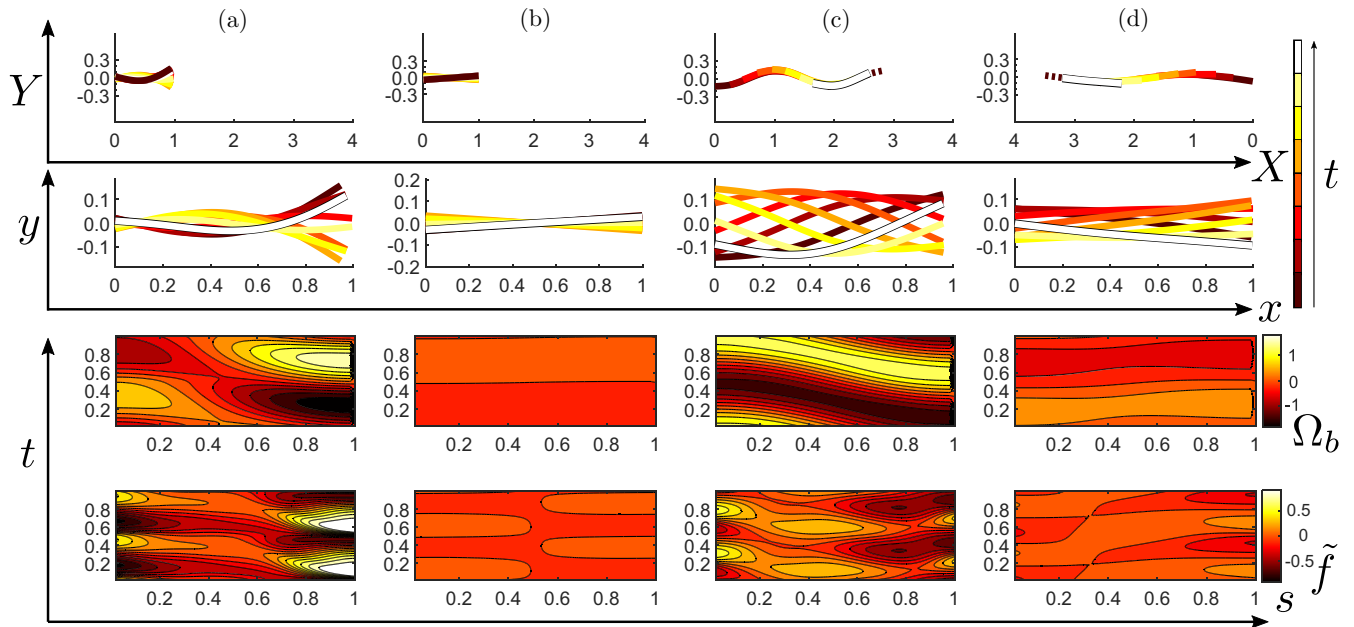 (a) (b) (c) (d)
Y
0.3 0.3 0.3 0.3
0.0 0.0 0.0 0.0
-0.3 -0.3 -0.3 -0.3
0 1 2 3 4 0 1 2 3 4 0 1 2 3 4 4 3 2 1 0
X
t
y
0.1 0.2 0.1 0.1
0.0 0.1 0.0 0.0
-0.1 0.0 -0.1 -0.1
-0.1
-0.2
0 0.2 0.4 0.6 0.8 1 0 0.2 0.4 0.6 0.8 1 0 0.2 0.4 0.6 0.8 1 0 0.2 0.4 0.6 0.8 1
x
t
0.8 0.8 0.8 0.8 1
0.6 0.6 0.6 0.6 0
0.4 0.4 0.4 0.4 -1
0.2 0.2 0.2 0.2
0.2 0.4 0.6 0.8 1 0.2 0.4 0.6 0.8 1 0.2 0.4 0.6 0.8 1 0.2 0.4 0.6 0.8 1
Ω_b
0.8 0.8 0.8 0.8 0.5
0.6 0.6 0.6 0.6 0
0.4 0.4 0.4 0.4 -0.5
0.2 0.2 0.2 0.2
f̃
0.2 0.4 0.6 0.8 1 0.2 0.4 0.6 0.8 1 0.2 0.4 0.6 0.8 1 0.2 0.4 0.6 0.8 1
s